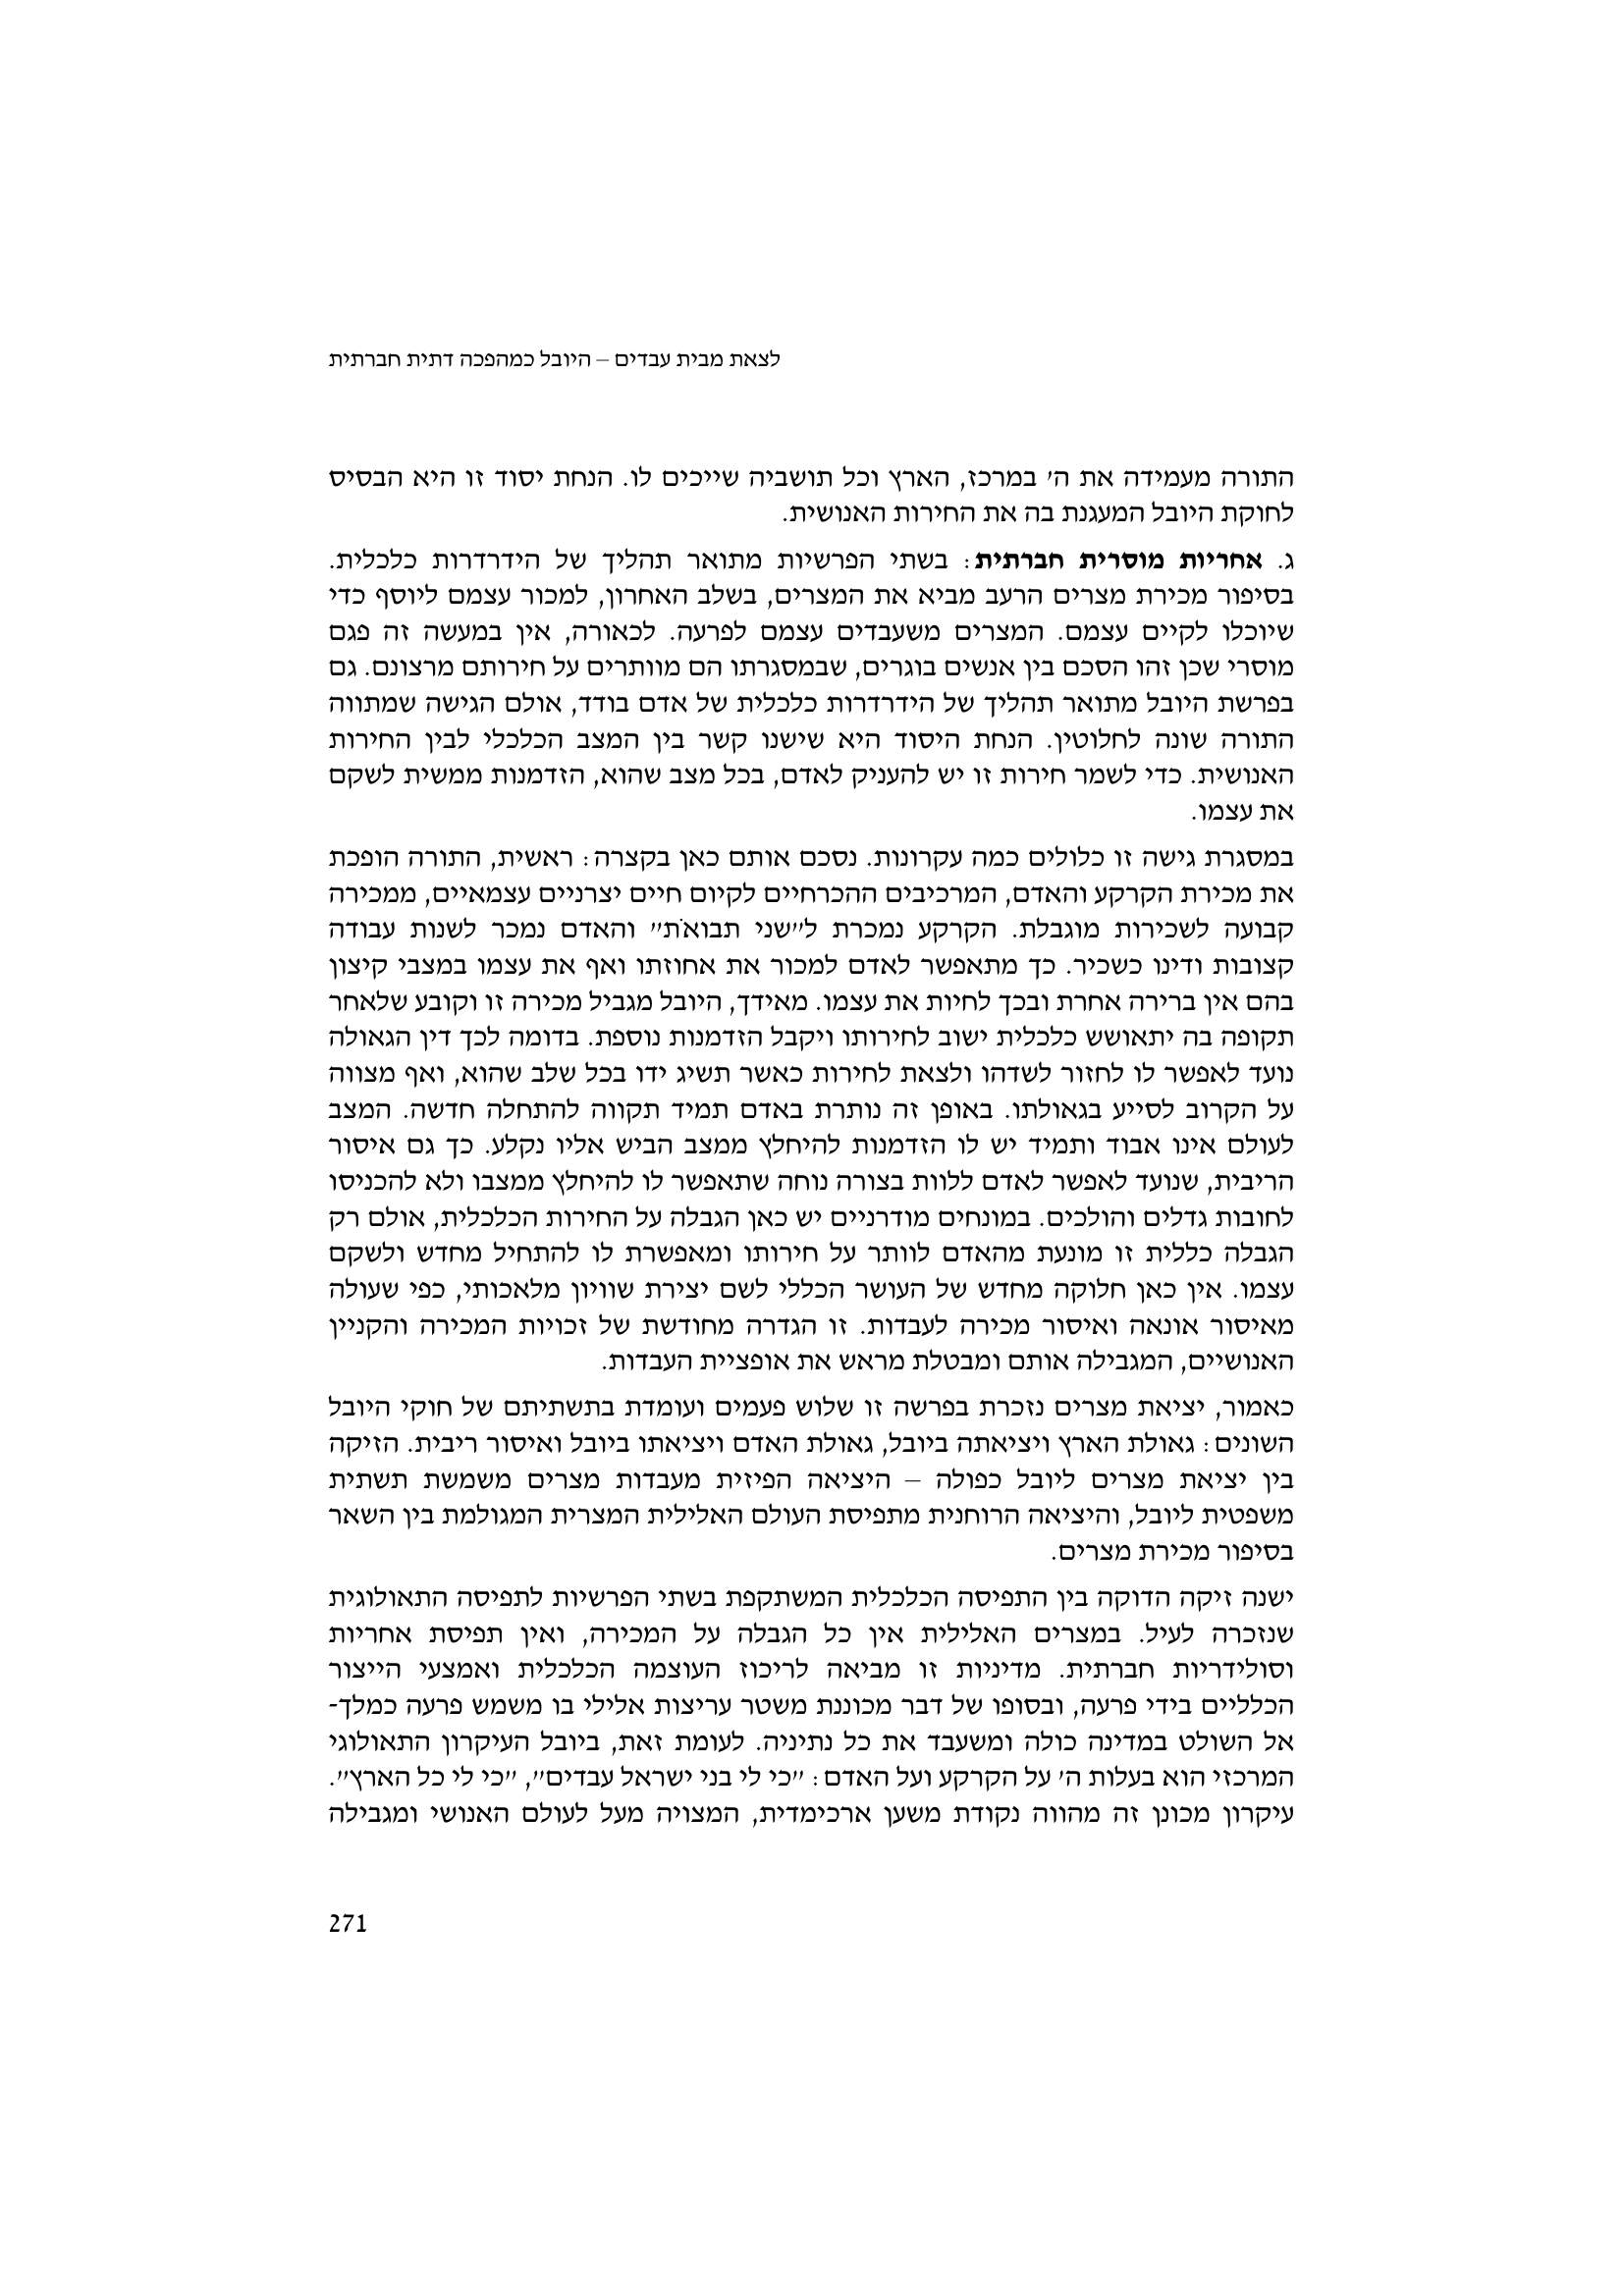 לצאת מבית עבדים – היובל כמהפכה דתית חברתית
התורה מעמידה את ה' במרכז, הארץ וכל תושביה שייכים לו. הנחת יסוד זו היא הבסיס
לחוקת היובל המעגנת בה את החירות האנושית.
ג. אחריות מוסרית חברתית: בשתי הפרשיות מתואר תהליך של הידרדרות כלכלית.
בסיפור מכירת מצרים הרעב מביא את המצרים, בשלב האחרון, למכור עצמם ליוסף כדי
שיוכלו לקיים עצמם. המצרים משעבדים עצמם לפרעה. לכאורה, אין במעשה זה פגם
מוסרי שכן זהו הסכם בין אנשים בוגרים, שבמסגרתו הם מוותרים על חירותם מרצונם. גם
בפרשת היובל מתואר תהליך של הידרדרות כלכלית של אדם בודד, אולם הגישה שמתווה
התורה שונה לחלוטין. הנחת היסוד היא שישנו קשר בין המצב הכלכלי לבין החירות
האנושית. כדי לשמר חירות זו יש להעניק לאדם, בכל מצב שהוא, הזדמנות ממשית לשקם
את עצמו.
במסגרת גישה זו כלולים כמה עקרונות. נסכם אותם כאן בקצרה: ראשית, התורה הופכת
את מכירת הקרקע והאדם, המרכיבים ההכרחיים לקיום חיים יצרניים עצמאיים, ממכירה
קבועה לשכירות מוגבלת. הקרקע נמכרת ל"שני תבואֹת" והאדם נמכר לשנות עבודה
קצובות ודינו כשכיר. כך מתאפשר לאדם למכור את אחוזתו ואף את עצמו במצבי קיצון
בהם אין ברירה אחרת ובכך לחיות את עצמו. מאידך, היובל מגביל מכירה זו וקובע שלאחר
תקופה בה יתאושש כלכלית ישוב לחירותו ויקבל הזדמנות נוספת. בדומה לכך דין הגאולה
נועד לאפשר לו לחזור לשדהו ולצאת לחירות כאשר תשיג ידו בכל שלב שהוא, ואף מצווה
על הקרוב לסייע בגאולתו. באופן זה נותרת באדם תמיד תקווה להתחלה חדשה. המצב
לעולם אינו אבוד ותמיד יש לו הזדמנות להיחלץ ממצב הביש אליו נקלע. כך גם איסור
הריבית, שנועד לאפשר לאדם ללוות בצורה נוחה שתאפשר לו להיחלץ ממצבו ולא להכניסו
לחובות גדלים והולכים. במונחים מודרניים יש כאן הגבלה על החירות הכלכלית, אולם רק
הגבלה כללית זו מונעת מהאדם לוותר על חירותו ומאפשרת לו להתחיל מחדש ולשקם
עצמו. אין כאן חלוקה מחדש של העושר הכללי לשם יצירת שוויון מלאכותי, כפי שעולה
מאיסור אונאה ואיסור מכירה לעבדות. זו הגדרה מחודשת של זכויות המכירה והקניין
האנושיים, המגבילה אותם ומבטלת מראש את אופציית העבדות.
כאמור, יציאת מצרים נזכרת בפרשה זו שלוש פעמים ועומדת בתשתיתם של חוקי היובל
השונים: גאולת הארץ ויציאתה ביובל, גאולת האדם ויציאתו ביובל ואיסור ריבית. הזיקה
בין יציאת מצרים ליובל כפולה – היציאה הפיזית מעבדות מצרים משמשת תשתית
משפטית ליובל, והיציאה הרוחנית מתפיסת העולם האלילית המצרית המגולמת בין השאר
בסיפור מכירת מצרים.
ישנה זיקה הדוקה בין התפיסה הכלכלית המשתקפת בשתי הפרשיות לתפיסה התאולוגית
שנזכרה לעיל. במצרים האלילית אין כל הגבלה על המכירה, ואין תפיסת אחריות
וסולידריות חברתית. מדיניות זו מביאה לריכוז העוצמה הכלכלית ואמצעי הייצור
הכלליים בידי פרעה, ובסופו של דבר מכוננת משטר עריצות אלילי בו משמש פרעה כמלך-
אל השולט במדינה כולה ומשעבד את כל נתיניה. לעומת זאת, ביובל העיקרון התאולוגי
המרכזי הוא בעלות ה' על הקרקע ועל האדם: "כי לי בני ישראל עבדים", "כי לי כל הארץ".
עיקרון מכונן זה מהווה נקודת משען ארכימדית, המצויה מעל לעולם האנושי ומגבילה
271